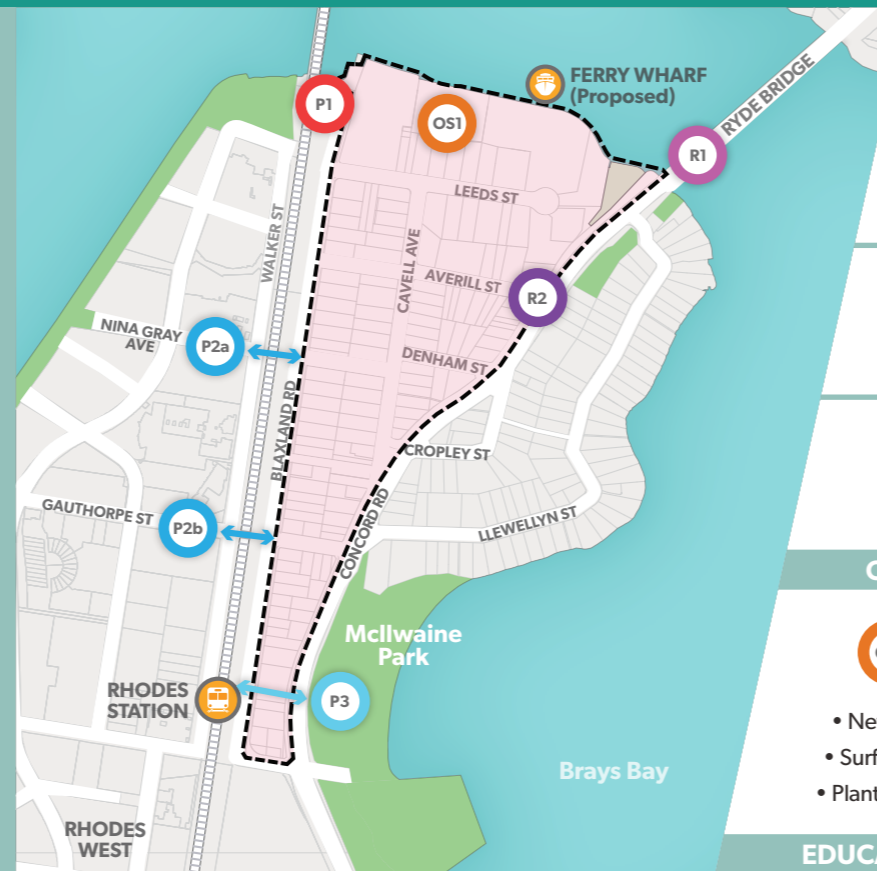 P1
OS1
FERRY WHARF
(Proposed)
RYDE BRIDGE
R1
LEEDS ST
WALKER ST
CAVELL AVE
AVERILL ST
R2
NINA GRAY
AVE
P2a
DENHAM ST
BLAXLAND RD
CROPLEY ST
GAUTHORPE ST
P2b
CONCORD RD
LLEWELLYN ST
McIlwaine
Park
RHODES
STATION
P3
Brays Bay
RHODES
WEST
• Ne
• Surf
• Plant
EDUCA